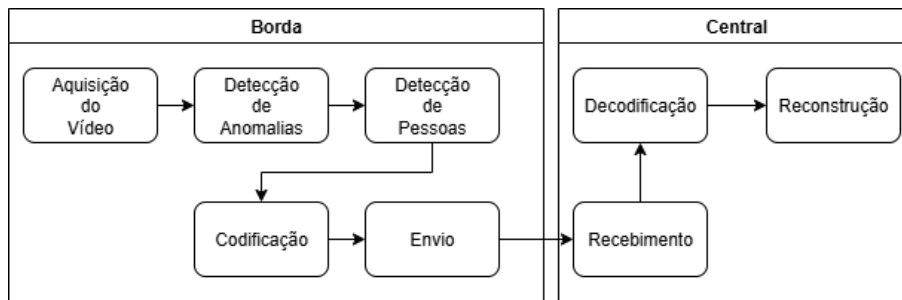 Borda
Central
Aquisição
do
Vídeo
Detecção
de
Anomalias
Detecção
de
Pessoas
Decodificação
Reconstrução
Codificação
Envio
Recebimento